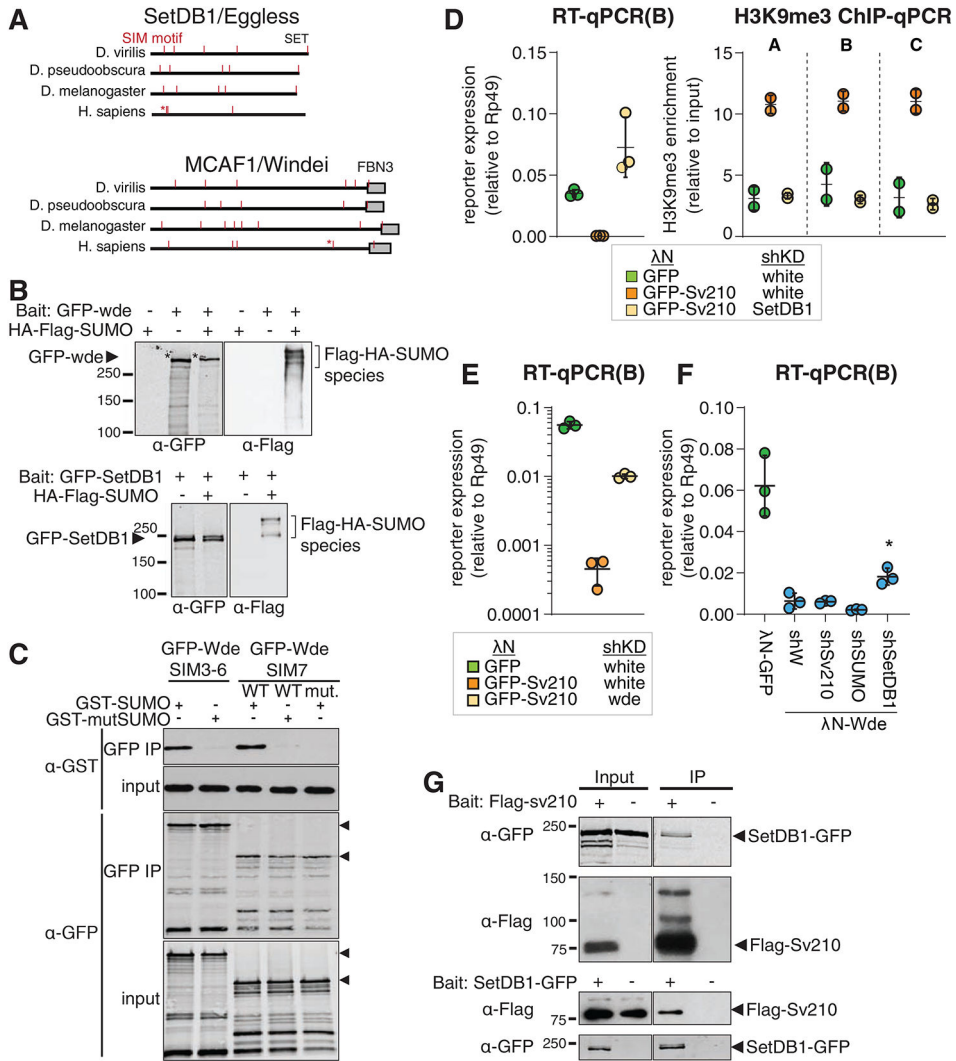 A
SetDB1/Eggless
SIM motif
SET
D. virilis
D. pseudoobscura
D. melanogaster
H. sapiens
*
MCAF1/Windei
FBN3
D. virilis
D. pseudoobscura
D. melanogaster
H. sapiens
*
B
Bait: GFP-wde - + + - + +
HA-Flag-SUMO + - + + - +
GFP-wde
* *
250
150
100
Flag-HA-SUMO
species
α-GFP α-Flag
Bait: GFP-SetDB1 + + + +
HA-Flag-SUMO - + - +
GFP-SetDB1
250
150
100
Flag-HA-SUMO
species
α-GFP α-Flag
C
GFP-Wde GFP-Wde
SIM3-6 SIM7
WT WT mut.
GST-SUMO + - + - +
GST-mutSUMO - + - + -
α-GST
GFP IP
input
α-GFP
GFP IP
input
D
RT-qPCR(B)
reporter expression
(relative to Rp49)
0.15
0.10
0.05
0.00
H3K9me3 ChIP-qPCR
H3K9me3 enrichment
(relative to input)
A B C
15
10
5
0
λN shKD
GFP white
GFP-Sv210 white
GFP-Sv210 SetDB1
E
RT-qPCR(B)
reporter expression
(relative to Rp49)
0.1
0.01
0.001
0.0001
λN shKD
GFP white
GFP-Sv210 white
GFP-Sv210 wde
F
RT-qPCR(B)
reporter expression
(relative to Rp49)
0.10
0.08
0.06
0.04
0.02
0.00
*
λN-GFP
shW
shSv210
shSUMO
shSetDB1
λN-Wde
G
Input IP
Bait: Flag-sv210 + - + -
α-GFP
250
SetDB1-GFP
150
α-Flag
100
75
Flag-Sv210
Bait: SetDB1-GFP + - + -
α-Flag
75
Flag-Sv210
α-GFP
250
SetDB1-GFP